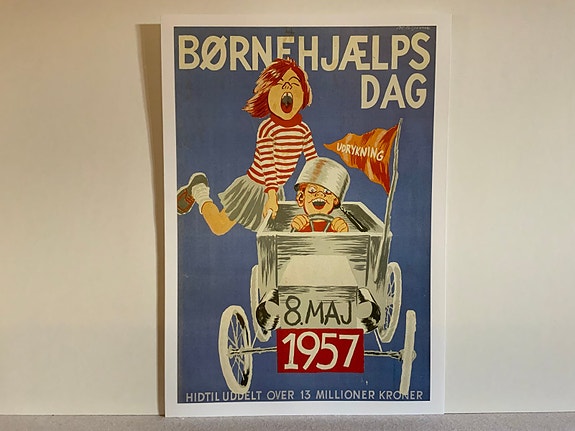 BØRNEHJÆLPS
DAG
UDRYKNING
8. MAJ
1957
HIDTIL UDDELT OVER 13 MILLIONER KRONER